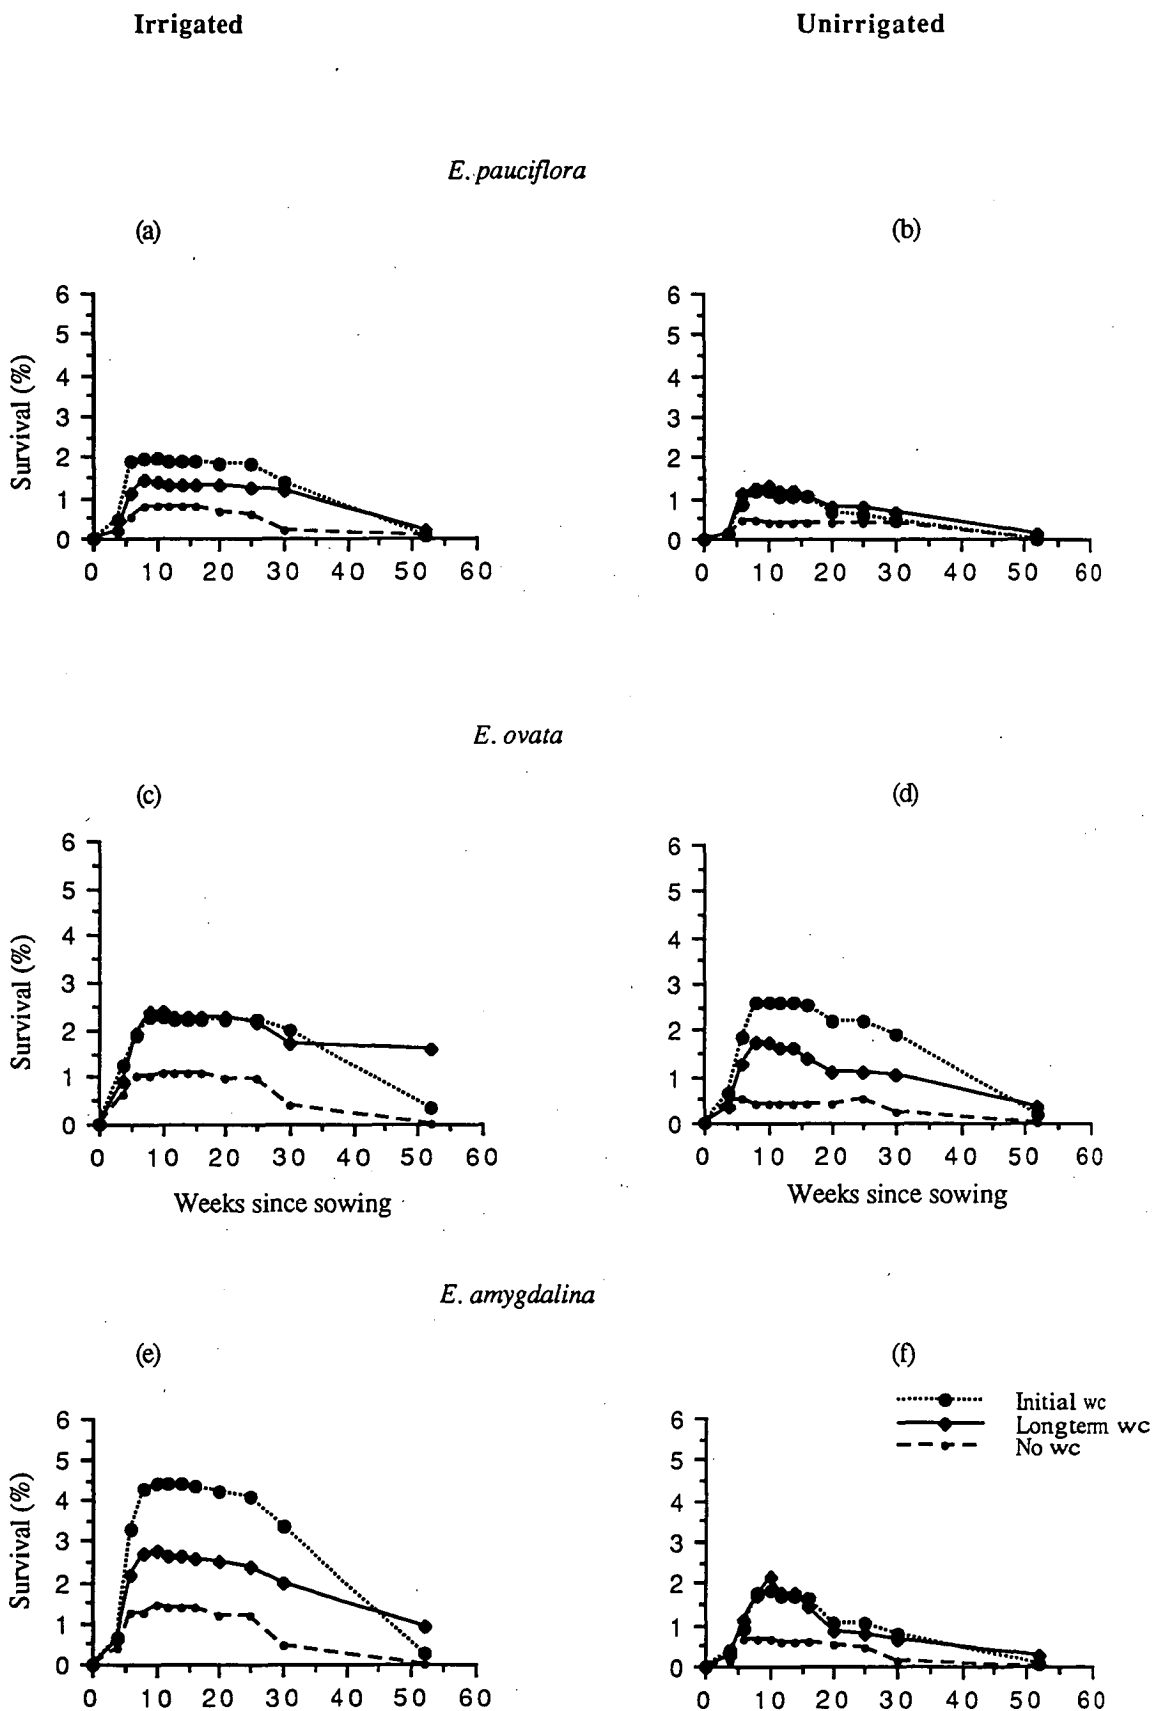 Irrigated Unirrigated
E. pauciflora
(a) (b)
6 6
5 5
4 4
3 3
2 2
1 1
0 0
Survival (%)
0 10 20 30 40 50 60 0 10 20 30 40 50 60
E. ovata
(c) (d)
6 6
5 5
4 4
3 3
2 2
1 1
0 0
Survival (%)
0 10 20 30 40 50 60 0 10 20 30 40 50 60
Weeks since sowing Weeks since sowing
E. amygdalina
(e) (f)
Initial wc
Longterm wc
No wc
6 6
5 5
4 4
3 3
2 2
1 1
0 0
Survival (%)
0 10 20 30 40 50 60 0 10 20 30 40 50 60